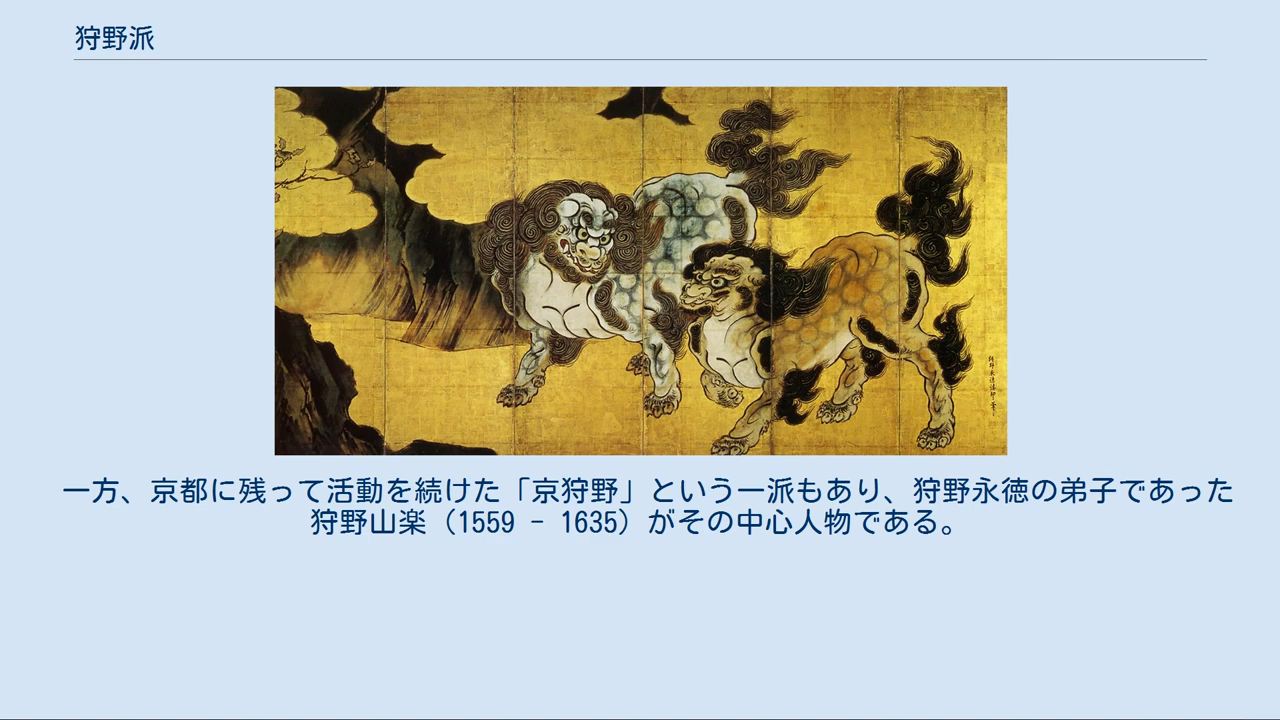 狩野派
一方、京都に残って活動を続けた「京狩野」という一派もあり、狩野永徳の弟子であった
狩野山楽（1559 - 1635）がその中心人物である。